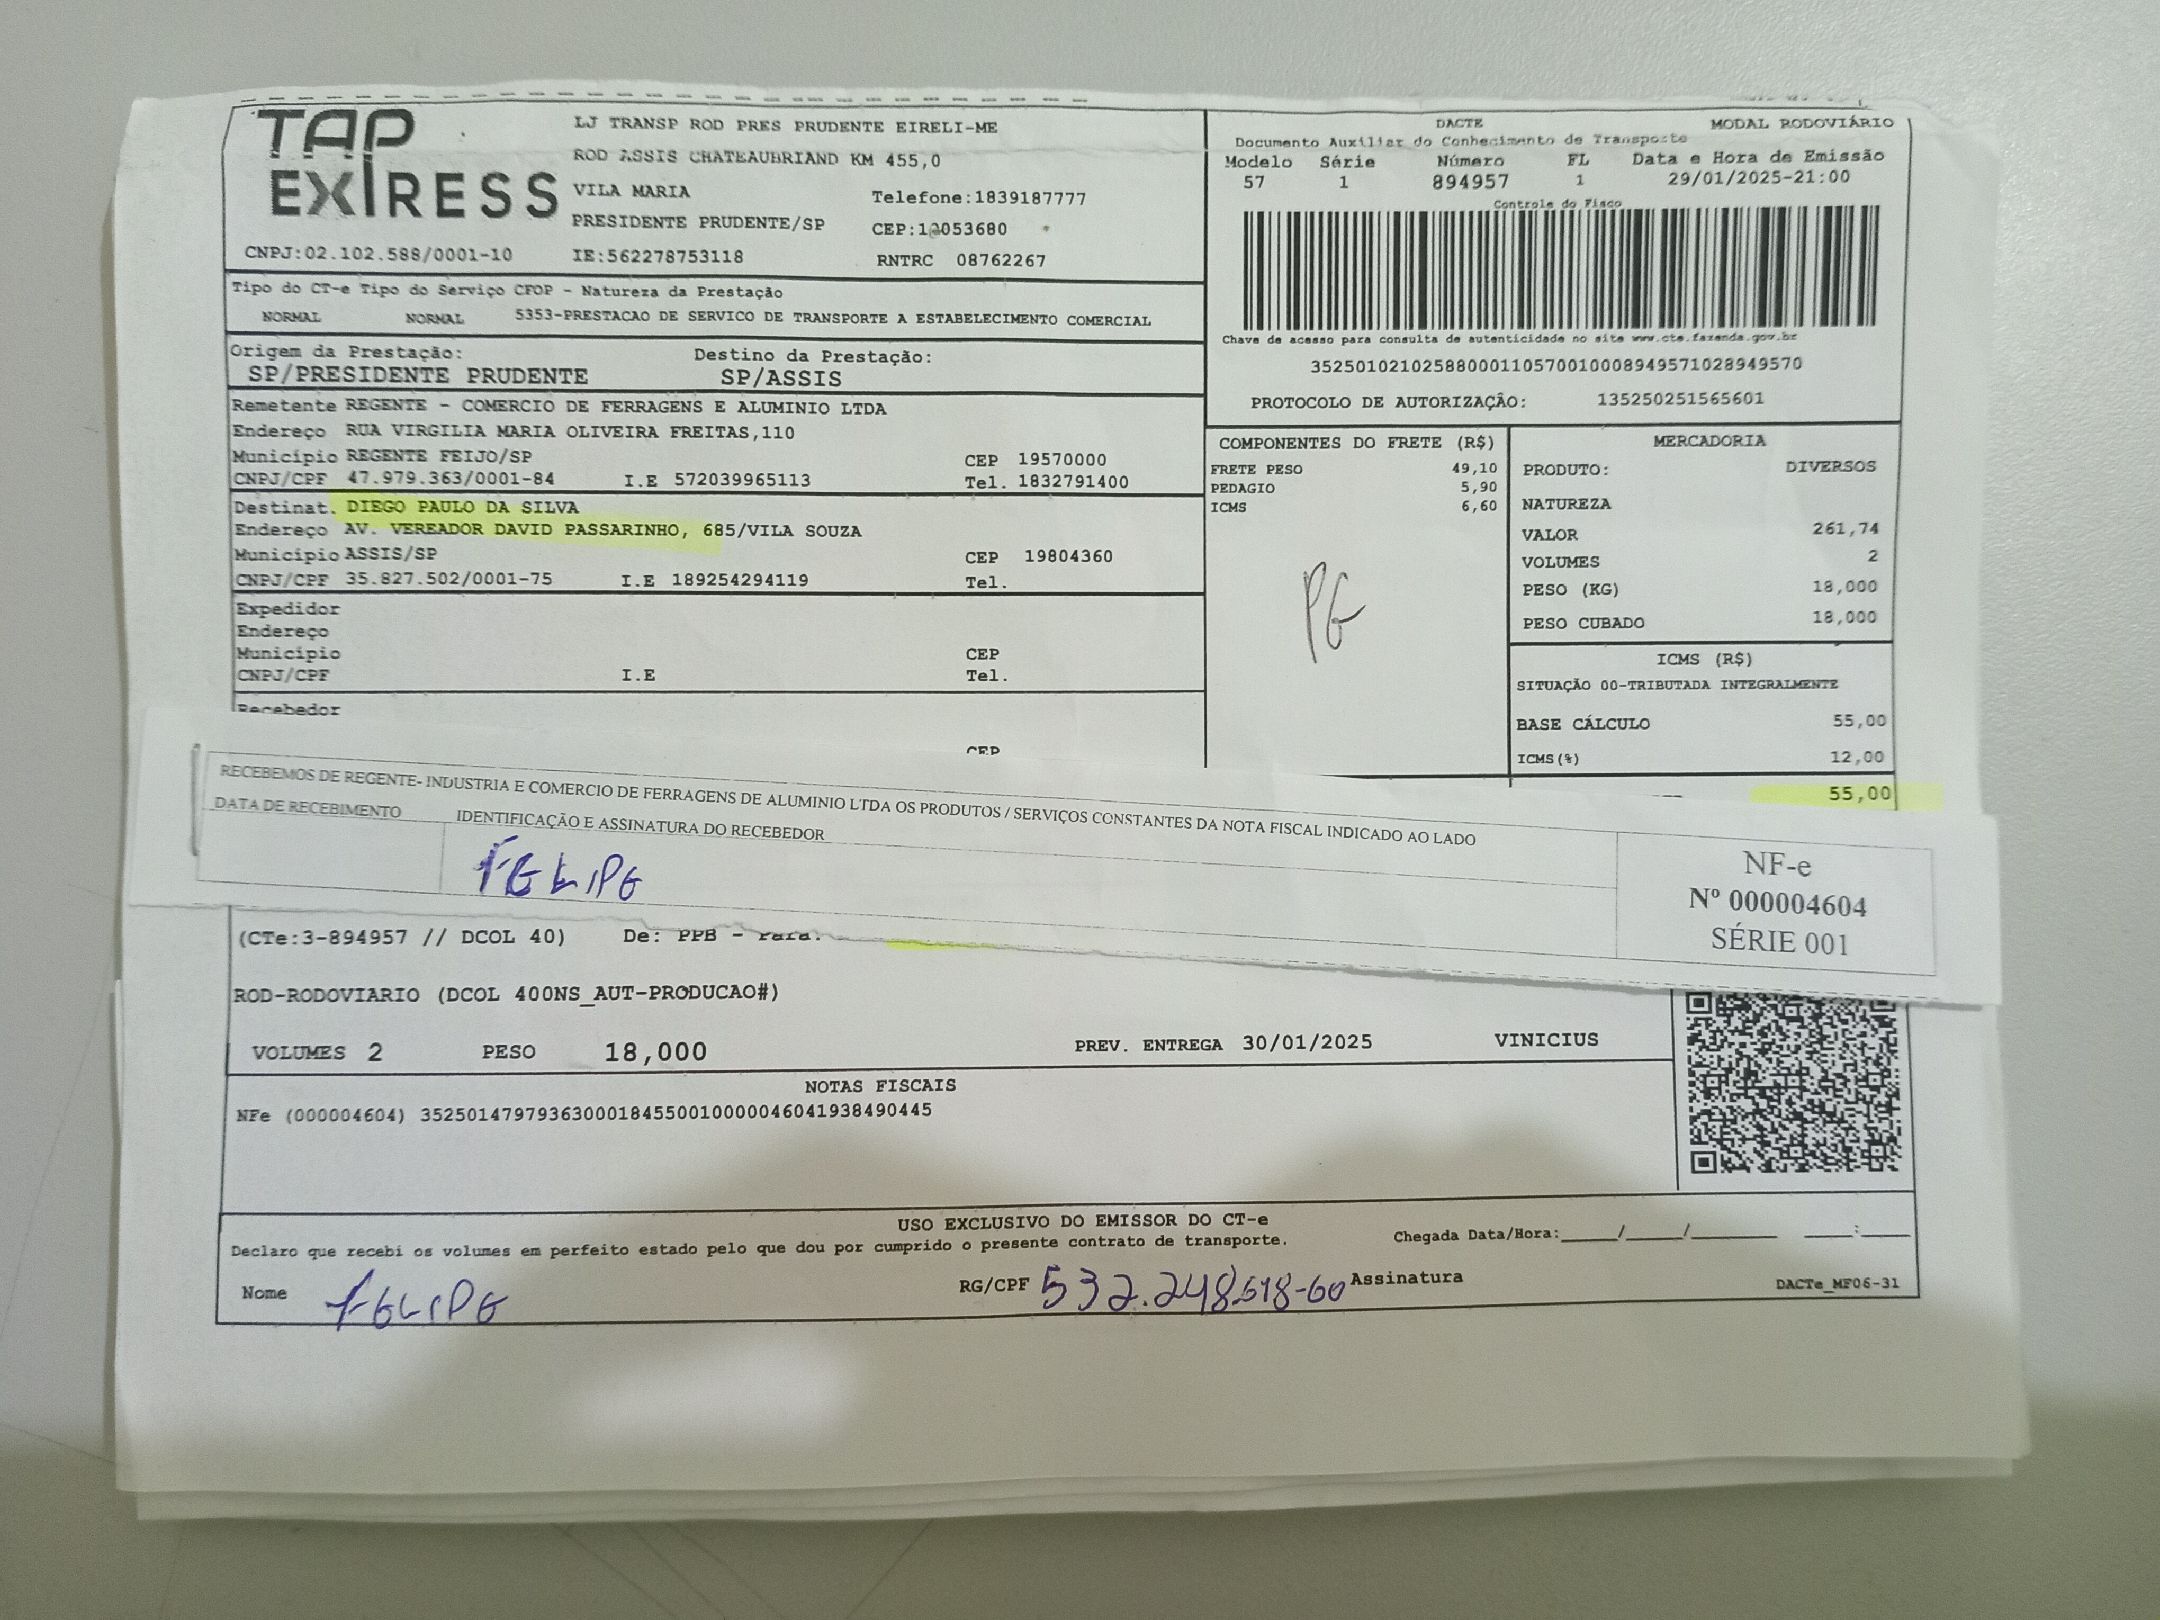 TAP
EXIRESS
LJ TRANSP ROD PRES PRUDENTE EIRELI-ME
ROD ASSIS CHATEAUBRIAND KM 455,0
VILA MARIA
Telefone:1839187777
PRESIDENTE PRUDENTE/SP
CEP:19053680
CNPJ:02.102.588/0001-10
IE:562278753118
RNTRC 08762267
DACTE
MODAL RODOVIÁRIO
Documento Auxiliar do Conhecimento de Transporte
Modelo Série Número FL Data e Hora de Emissão
57 1 894957 1 29/01/2025-21:00
Controle do Fisco
Chave de acesso para consulta de autenticidade no site www.cte.fazenda.gov.br
35250102102588000110570010008949571028949570
PROTOCOLO DE AUTORIZAÇÃO: 135250251565601
Tipo do CT-e Tipo do Serviço CFOP - Natureza da Prestação
NORMAL NORMAL 5353-PRESTACAO DE SERVICO DE TRANSPORTE A ESTABELECIMENTO COMERCIAL
Origem da Prestação: Destino da Prestação:
SP/PRESIDENTE PRUDENTE SP/ASSIS
Remetente REGENTE - COMERCIO DE FERRAGENS E ALUMINIO LTDA
Endereço RUA VIRGILIA MARIA OLIVEIRA FREITAS,110
Município REGENTE FEIJO/SP CEP 19570000
CNPJ/CPF 47.979.363/0001-84 I.E 572039965113 Tel. 1832791400
Destinat. DIEGO PAULO DA SILVA
Endereço AV. VEREADOR DAVID PASSARINHO, 685/VILA SOUZA
Município ASSIS/SP CEP 19804360
CNPJ/CPF 35.827.502/0001-75 I.E 189254294119 Tel.
Expedidor
Endereço
Município CEP
CNPJ/CPF I.E Tel.
Recebedor
CEP
COMPONENTES DO FRETE (R$)
FRETE PESO 49,10
PEDAGIO 5,90
ICMS 6,60
PG
MERCADORIA
PRODUTO: DIVERSOS
NATUREZA
VALOR 261,74
VOLUMES 2
PESO (KG) 18,000
PESO CUBADO 18,000
ICMS (R$)
SITUAÇÃO 00-TRIBUTADA INTEGRALMENTE
BASE CÁLCULO 55,00
ICMS(%) 12,00
55,00
RECEBEMOS DE REGENTE- INDUSTRIA E COMERCIO DE FERRAGENS DE ALUMINIO LTDA OS PRODUTOS / SERVIÇOS CONSTANTES DA NOTA FISCAL INDICADO AO LADO
DATA DE RECEBIMENTO IDENTIFICAÇÃO E ASSINATURA DO RECEBEDOR
FELIPE
NF-e
Nº 000004604
SÉRIE 001
(CTe:3-894957 // DCOL 40) De: PPB - Para:
ROD-RODOVIARIO (DCOL 400NS_AUT-PRODUCAO#)
VOLUMES 2 PESO 18,000 PREV. ENTREGA 30/01/2025 VINICIUS
NOTAS FISCAIS
NFe (000004604) 35250147979363000184550010000046041938490445
USO EXCLUSIVO DO EMISSOR DO CT-e
Declaro que recebi os volumes em perfeito estado pelo que dou por cumprido o presente contrato de transporte. Chegada Data/Hora:_____/_____/_______ ____:____
Nome FELIPE RG/CPF 532.248.618-60 Assinatura DACTe_MF06-31